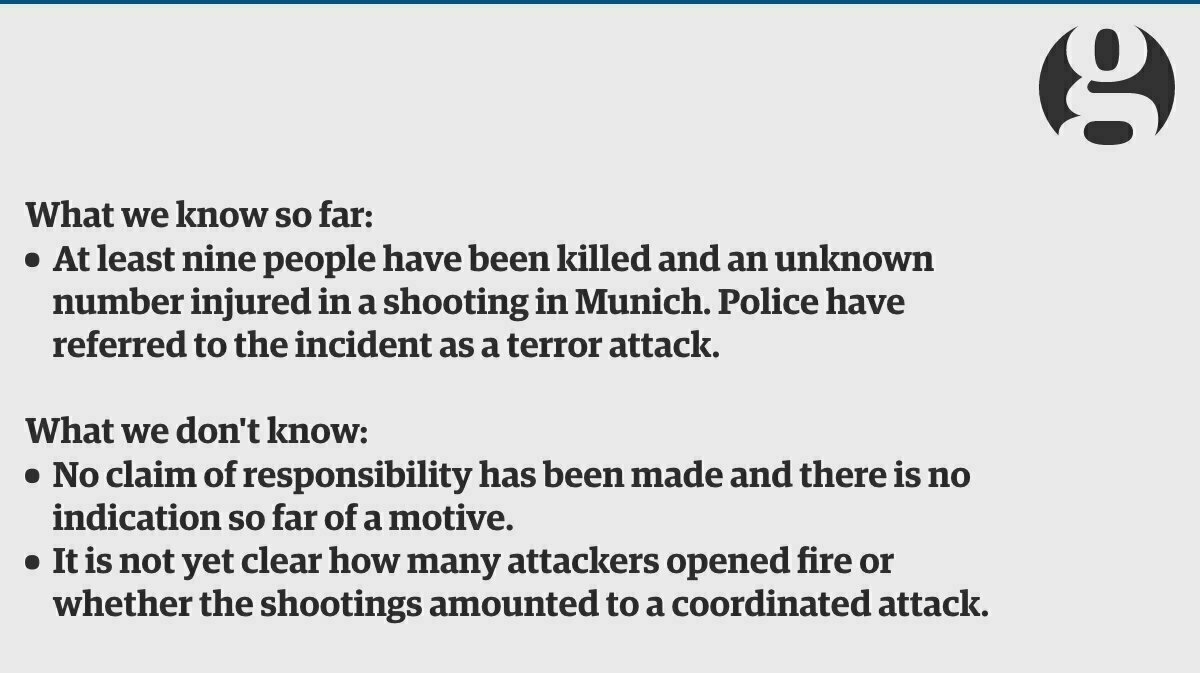 g
What we know so far:
• At least nine people have been killed and an unknown
number injured in a shooting in Munich. Police have
referred to the incident as a terror attack.
What we don't know:
• No claim of responsibility has been made and there is no
indication so far of a motive.
• It is not yet clear how many attackers opened fire or
whether the shootings amounted to a coordinated attack.